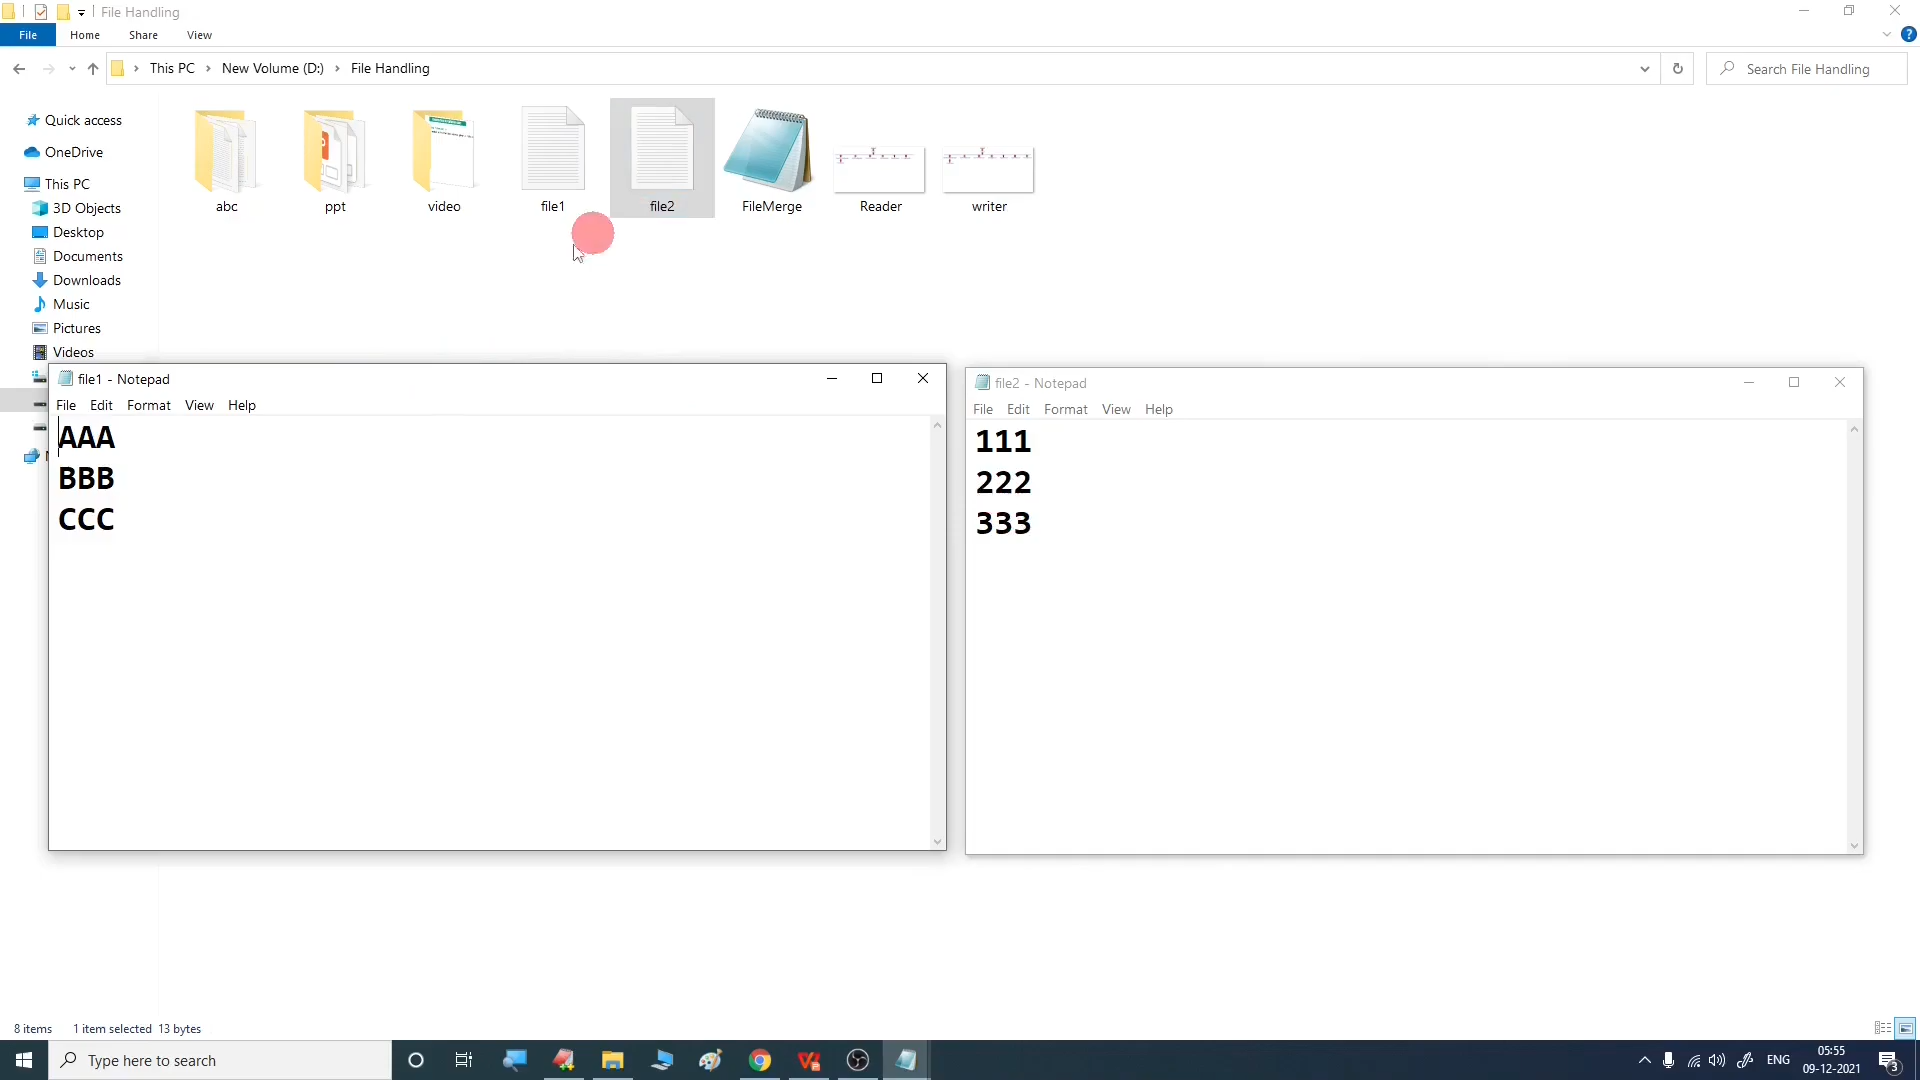 File Handling
File Home Share View
This PC New Volume (D:) File Handling
Search File Handling
Quick access
OneDrive
This PC
3D Objects
Desktop
Documents
Downloads
Music
Pictures
Videos
abc ppt video file1 file2 FileMerge Reader writer
file1 - Notepad
File Edit Format View Help
AAA
BBB
CCC
file2 - Notepad
File Edit Format View Help
111
222
333
8 items 1 item selected 13 bytes
Type here to search
ENG
05:55
09-12-2021
3